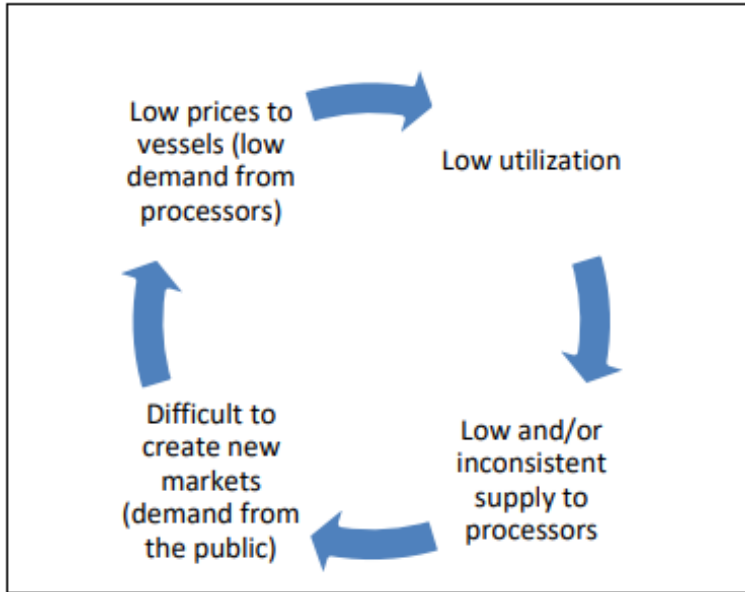 Low prices to
vessels (low
demand from
processors)
Low utilization
Low and/or
inconsistent
supply to
processors
Difficult to
create new
markets
(demand from
the public)